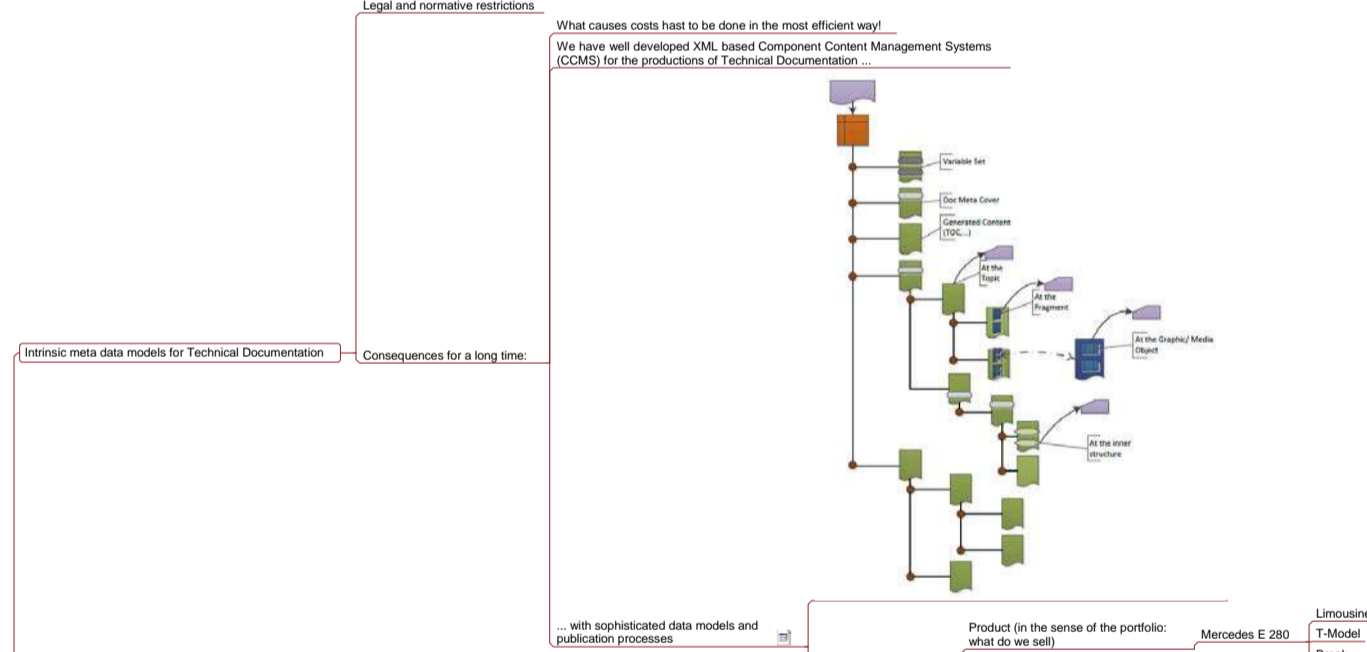 Legal and normative restrictions
What causes costs hast to be done in the most efficient way!
We have well developed XML based Component Content Management Systems
(CCMS) for the productions of Technical Documentation ...
Variable Set
Doc Meta Cover
Generated Content
(TOC,...)
At the
Topic
At the
Fragment
At the Graphic/ Media
Object
Intrinsic meta data models for Technical Documentation
Consequences for a long time:
At the inner
structure
... with sophisticated data models and
publication processes
Product (in the sense of the portfolio:
what do we sell)
Mercedes E 280
Limousine
T-Model